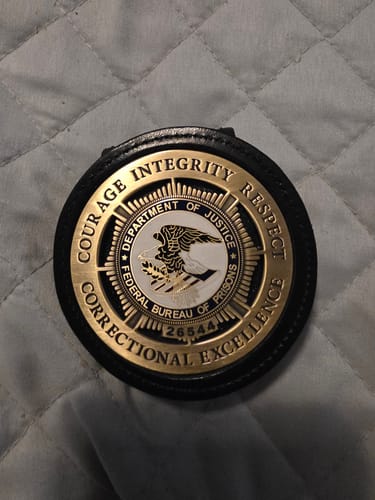 COURAGE INTEGRITY RESPECT
DEPARTMENT OF JUSTICE
FEDERAL BUREAU OF PRISONS
26544
CORRECTIONAL EXCELLENCE